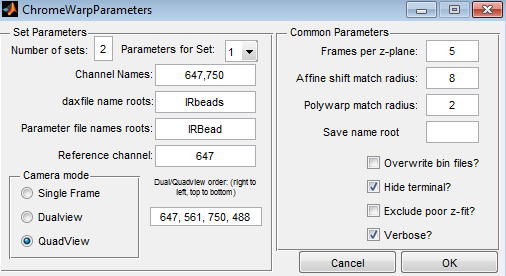 ChromeWarpParameters
Set Parameters
Number of sets: 2 Parameters for Set: 1
Channel Names: 647,750
daxfile name roots: IRbeads
Parameter file names roots: IRBead
Reference channel: 647
Camera mode
Single Frame
Dualview
QuadView
Dual/Quadview order: (right to
left, top to bottom)
647, 561, 750, 488
Common Parameters
Frames per z-plane: 5
Affine shift match radius: 8
Polywarp match radius: 2
Save name root
Overwrite bin files?
Hide terminal?
Exclude poor z-fit?
Verbose?
Cancel OK